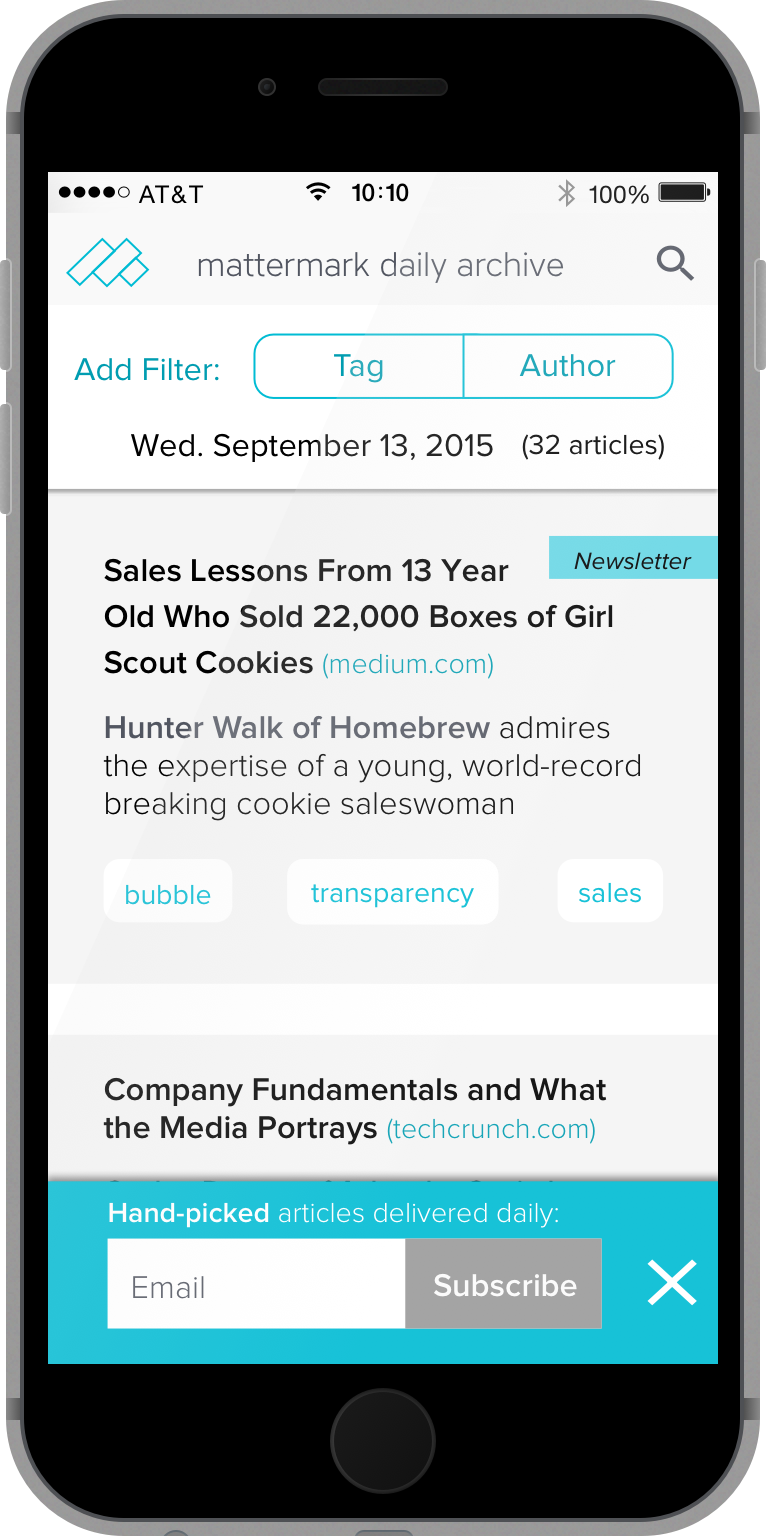 AT&T 10:10 100%
mattermark daily archive
Add Filter: Tag Author
Wed. September 13, 2015 (32 articles)
Newsletter
Sales Lessons From 13 Year
Old Who Sold 22,000 Boxes of Girl
Scout Cookies (medium.com)
Hunter Walk of Homebrew admires
the expertise of a young, world-record
breaking cookie saleswoman
bubble transparency sales
Company Fundamentals and What
the Media Portrays (techcrunch.com)
Hand-picked articles delivered daily:
Email Subscribe